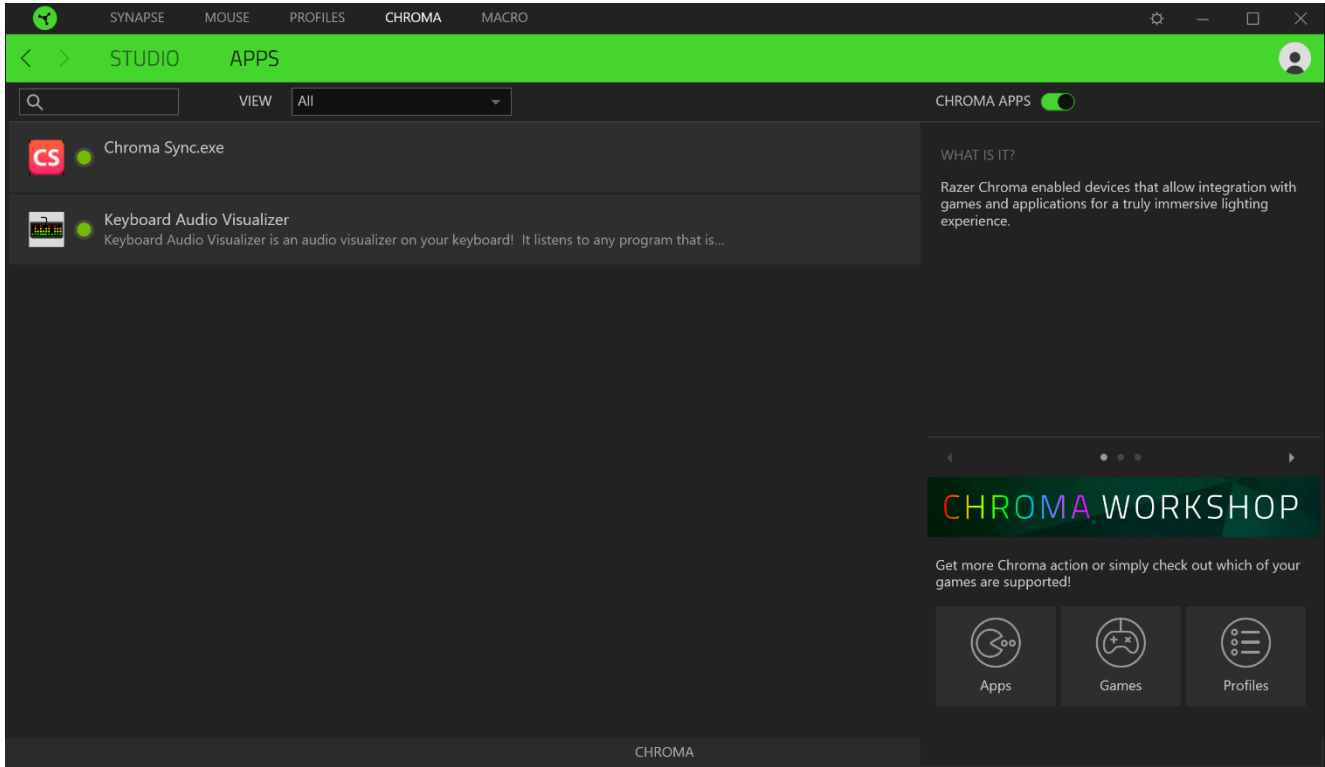 SYNAPSE MOUSE PROFILES CHROMA MACRO
STUDIO APPS
VIEW All
CHROMA APPS
CS
Chroma Sync.exe
Keyboard Audio Visualizer
Keyboard Audio Visualizer is an audio visualizer on your keyboard! It listens to any program that is...
WHAT IS IT?
Razer Chroma enabled devices that allow integration with
games and applications for a truly immersive lighting
experience.
CHROMA WORKSHOP
Get more Chroma action or simply check out which of your
games are supported!
Apps Games Profiles
CHROMA